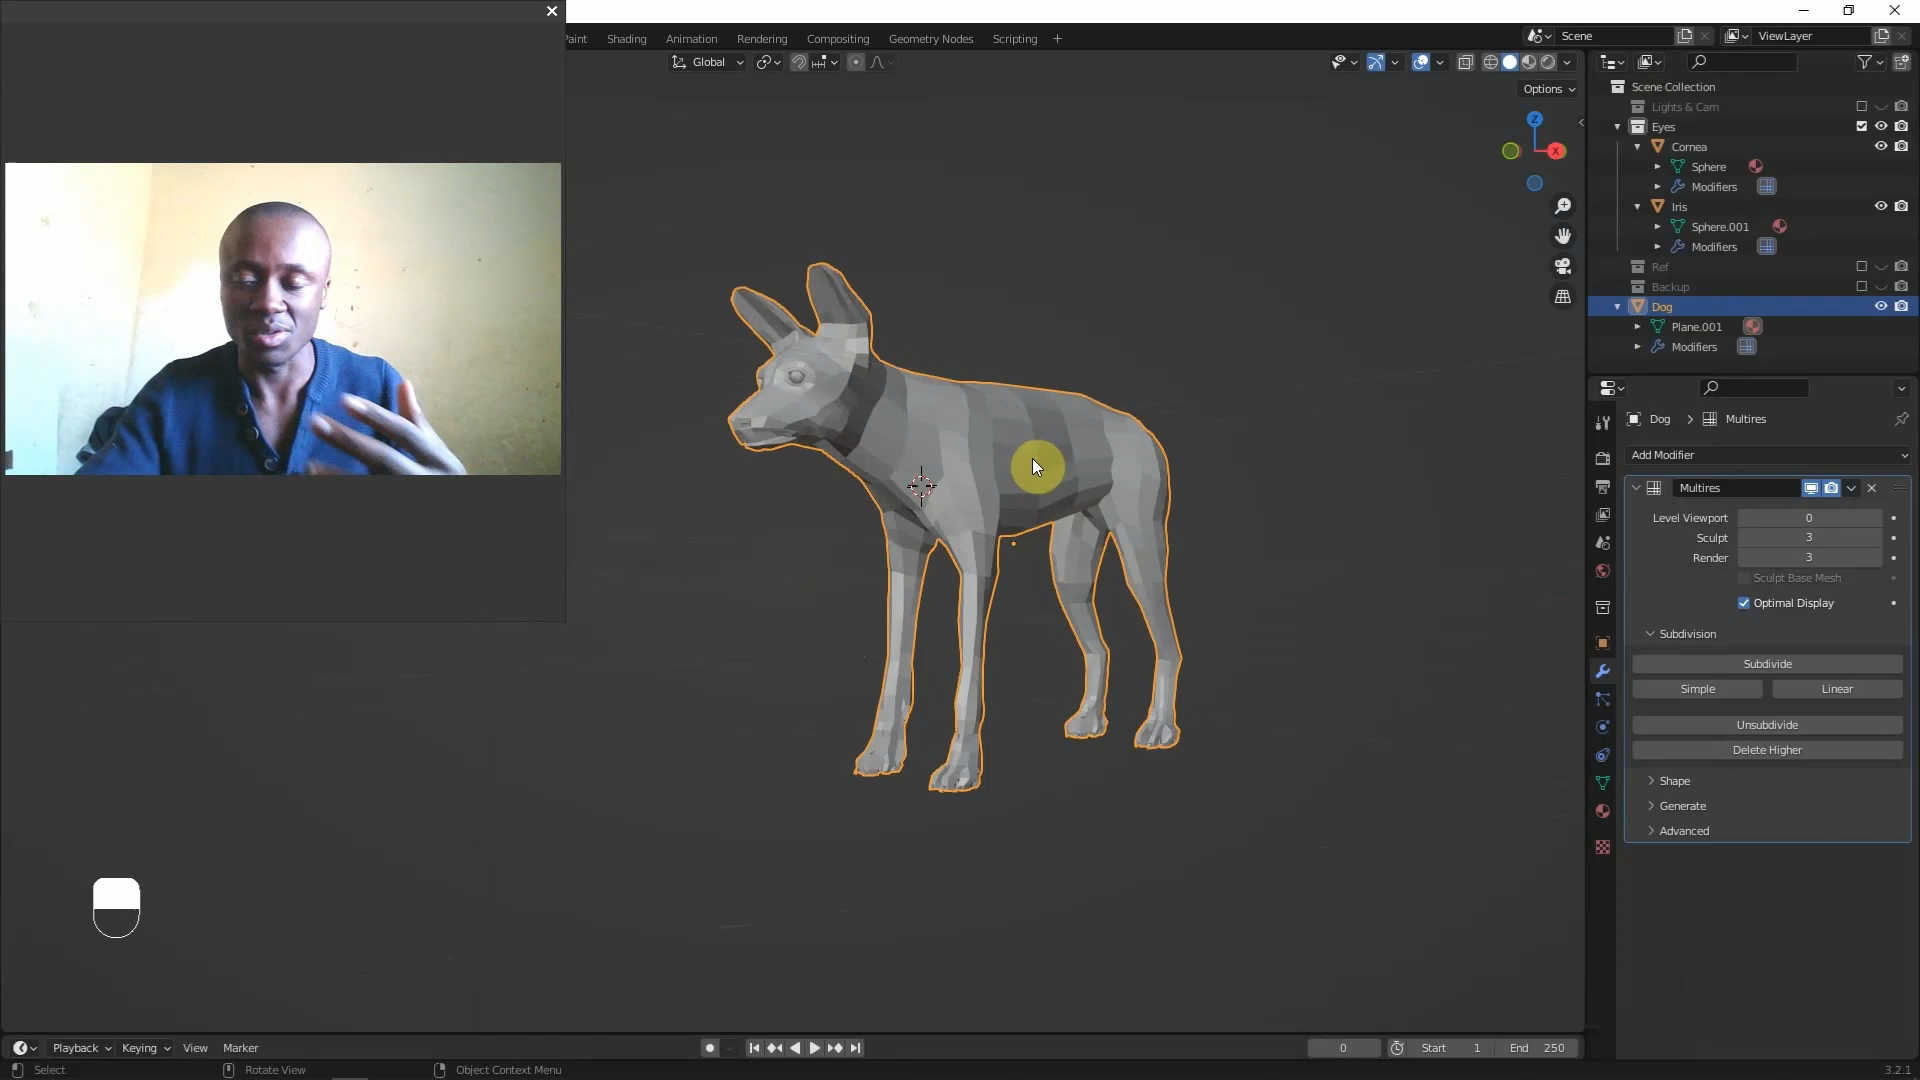 aint Shading Animation Rendering Compositing Geometry Nodes Scripting +
Scene
ViewLayer
Global
Options
Z
X
Scene Collection
Lights & Cam
Eyes
Cornea
Sphere
Modifiers
Iris
Sphere.001
Modifiers
Ref
Backup
Dog
Plane.001
Modifiers
Dog > Multires
Add Modifier
Multires
Level Viewport 0
Sculpt 3
Render 3
Sculpt Base Mesh
Optimal Display
Subdivision
Subdivide
Simple Linear
Unsubdivide
Delete Higher
Shape
Generate
Advanced
Playback Keying View Marker
0 Start 1 End 250
Select Rotate View Object Context Menu 3.2.1